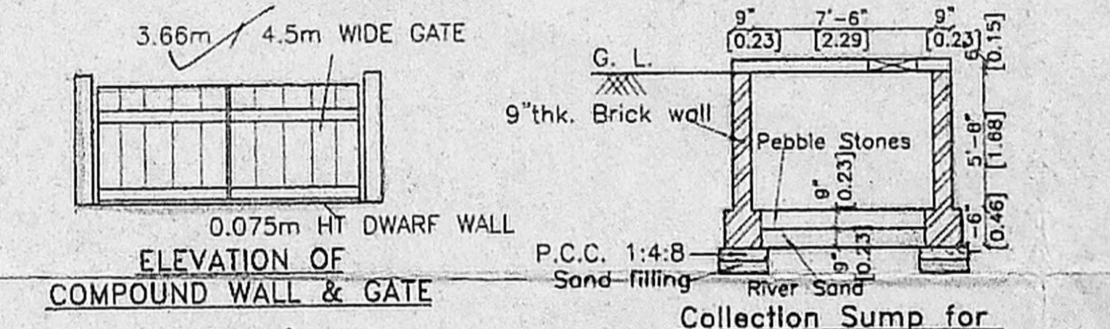 3.66m 4.5m WIDE GATE
0.075m HT DWARF WALL
ELEVATION OF
COMPOUND WALL & GATE
9" 7'-6" 9"
[0.23] [2.29] [0.23]
6"
[0.15]
G. L.
9"thk. Brick wall
Pebble Stones
5'-8"
[1.68]
9"
[0.23]
-6"
[0.46]
P.C.C. 1:4:8
9"
[0.23]
Sand filling
River Sand
Collection Sump for